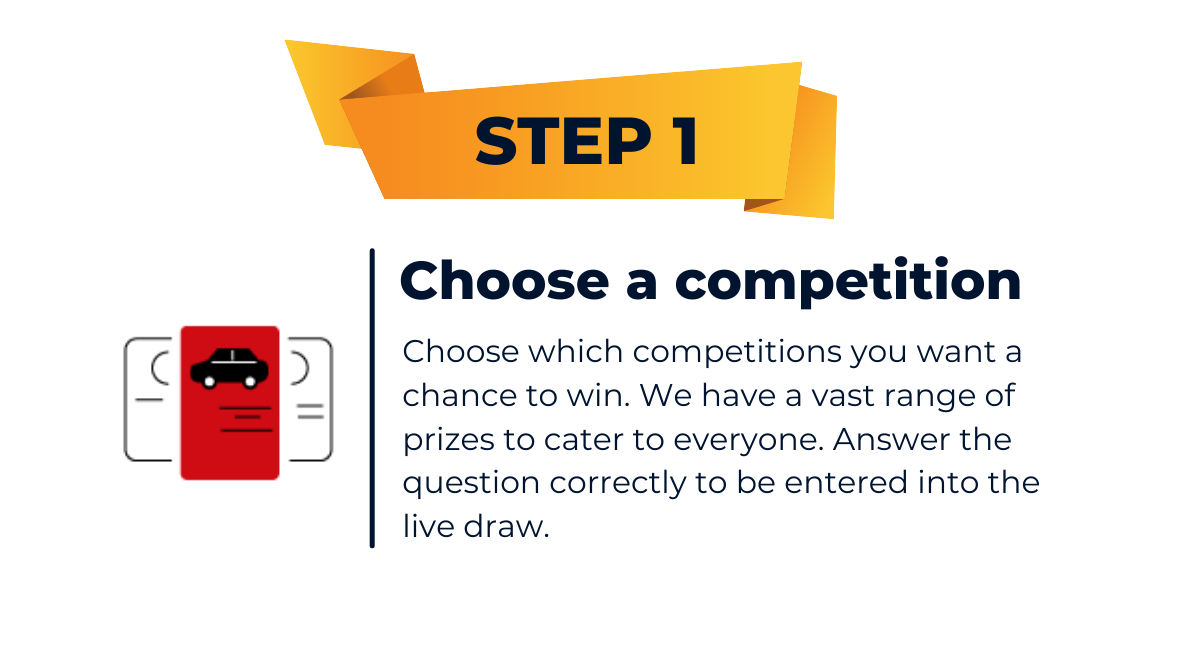 STEP 1
Choose a competition
Choose which competitions you want a
chance to win. We have a vast range of
prizes to cater to everyone. Answer the
question correctly to be entered into the
live draw.